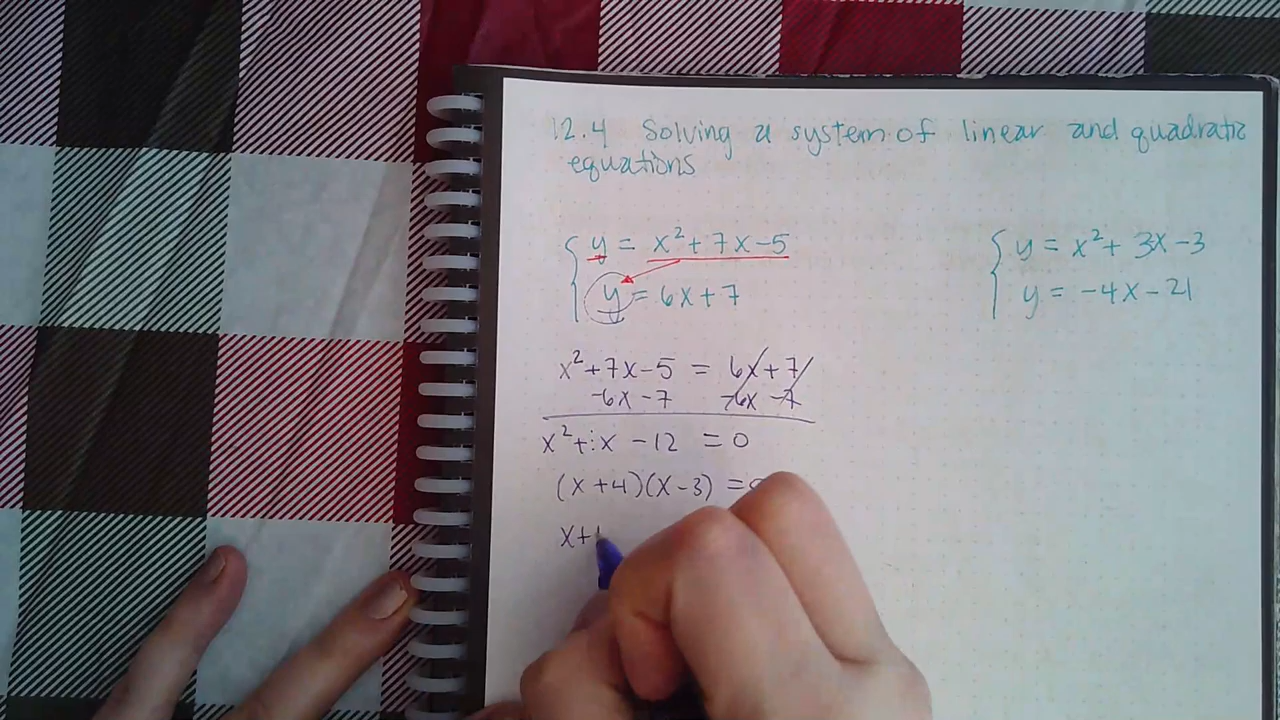 12.4 Solving a system of linear and quadratic
equations
y = x² + 7x - 5
y = 6x + 7
y = x² + 3x - 3
y = -4x - 21
x² + 7x - 5 = 6x + 7
-6x - 7 -6x - 7
x² + x - 12 = 0
(x + 4)(x - 3) = 0
x +